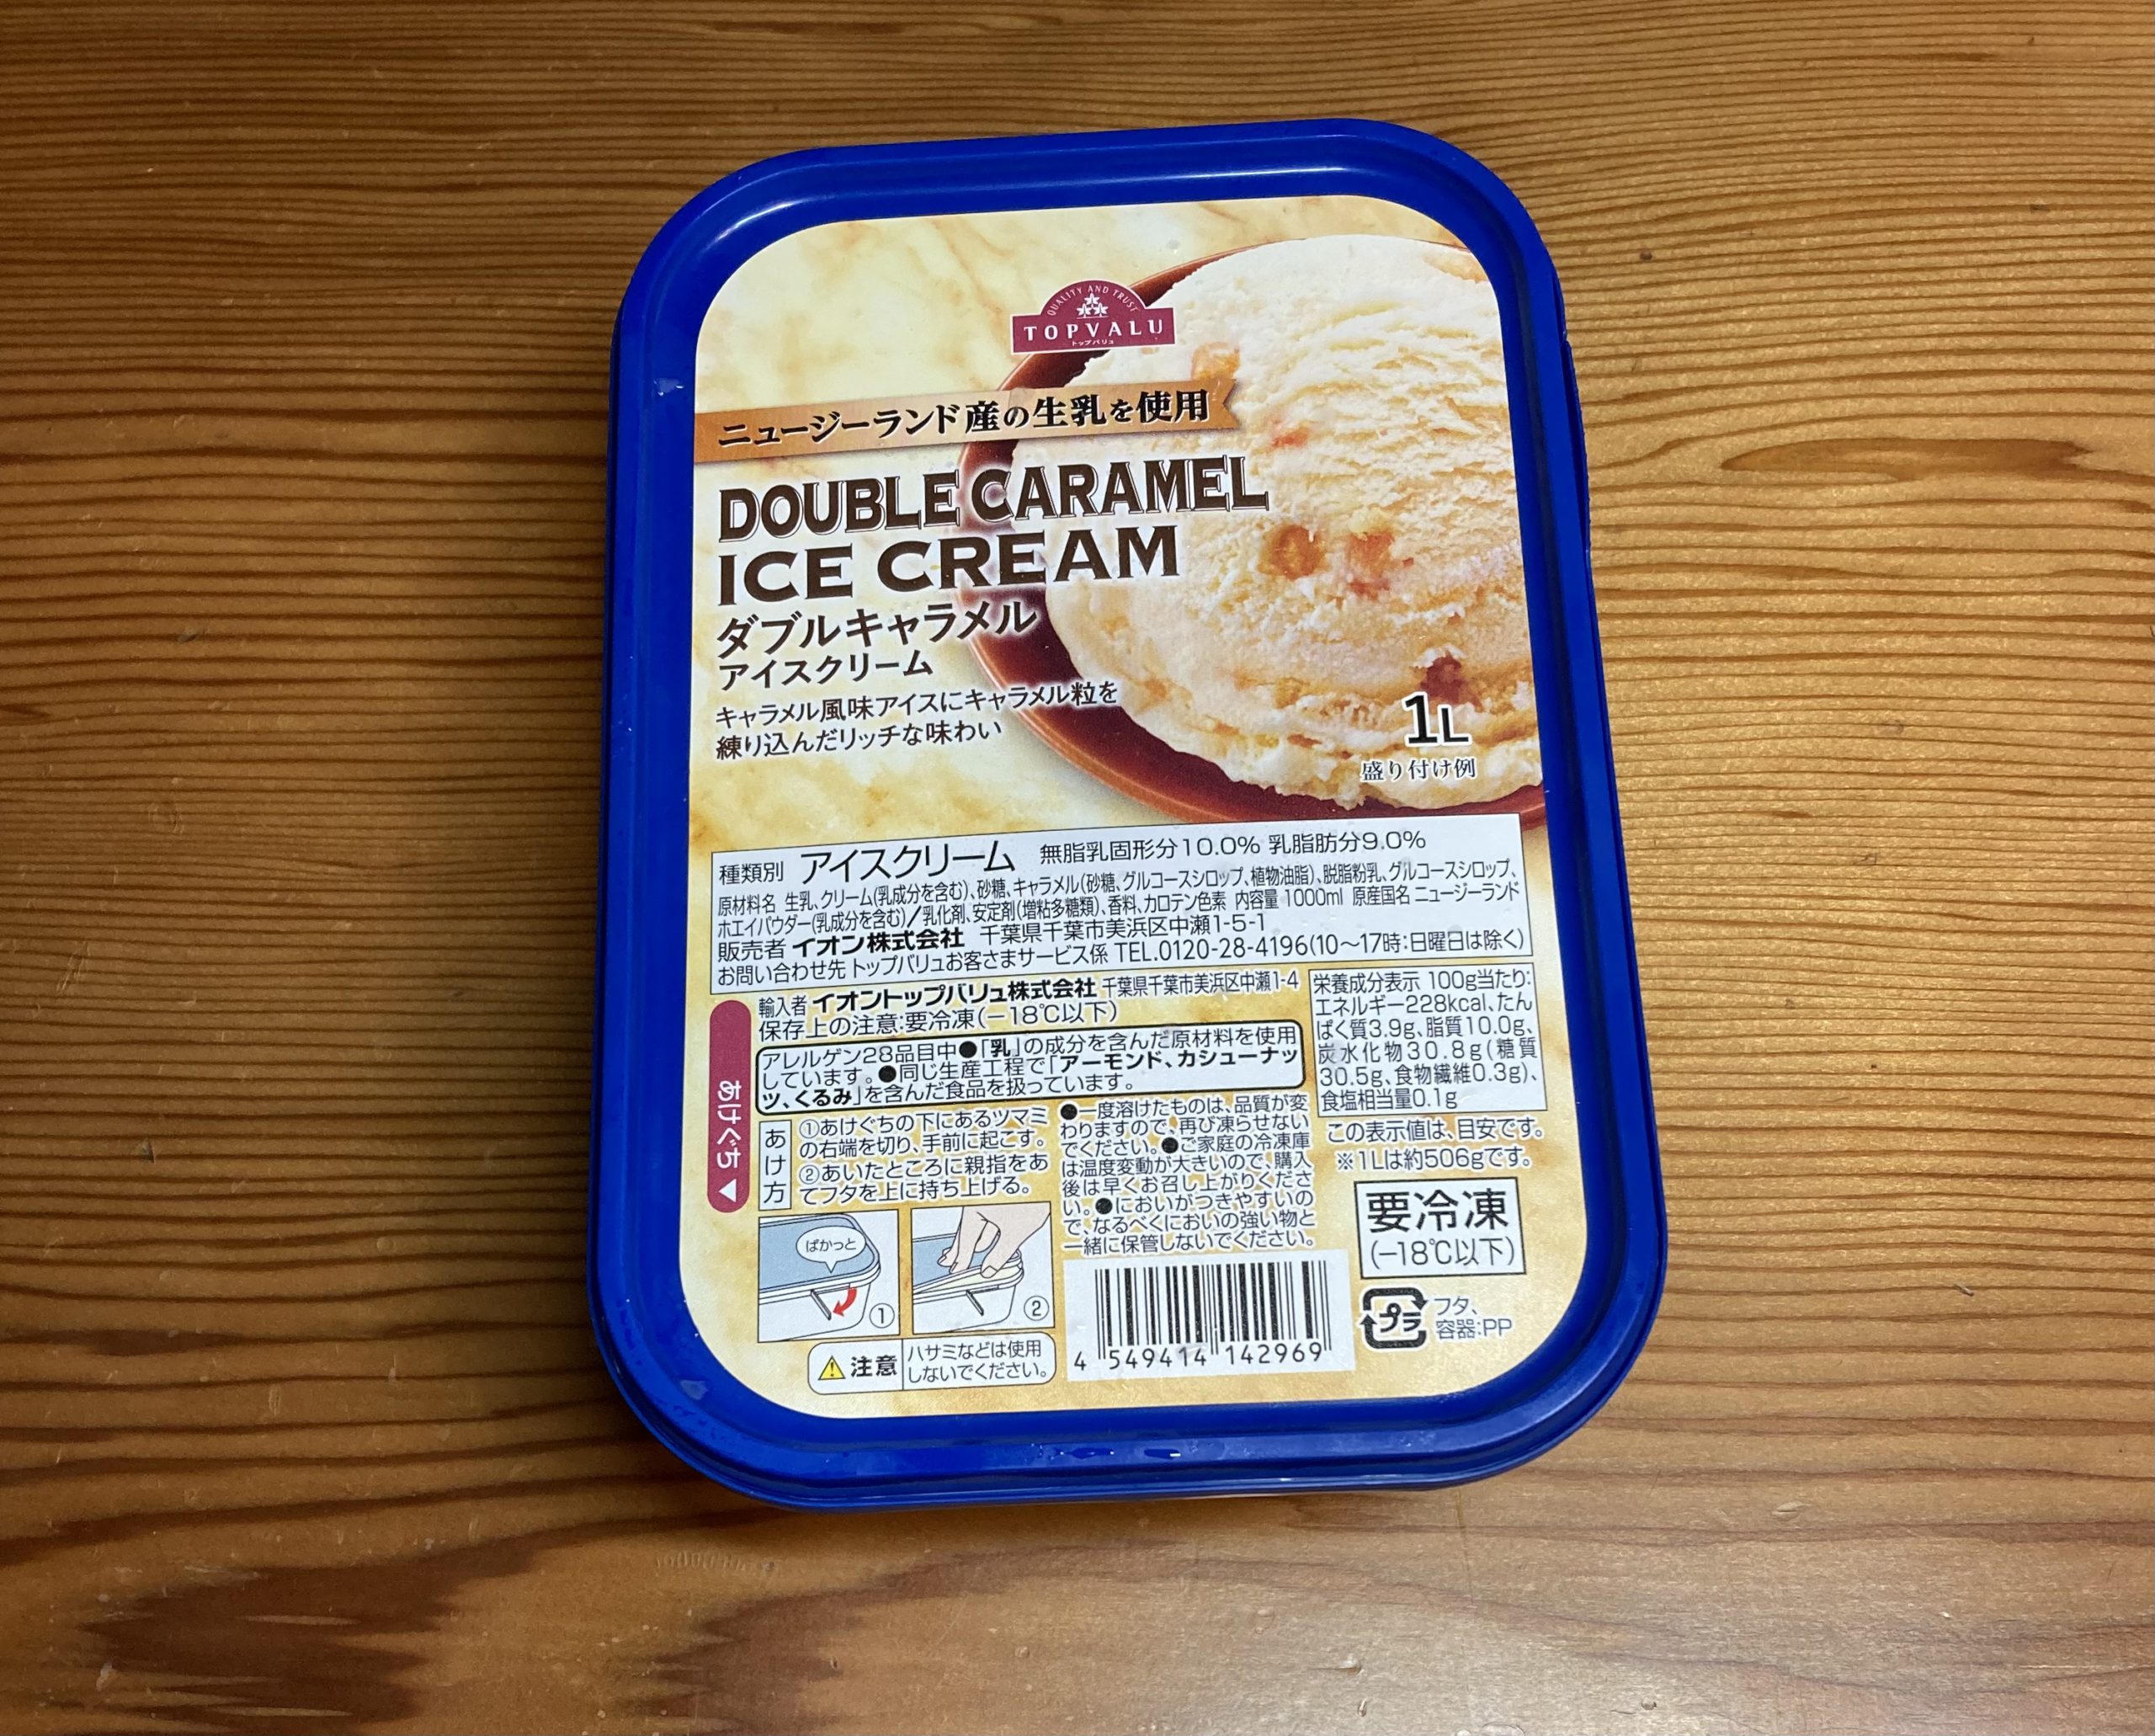 QUALITY AND TRUST
TOPVALU
トップバリュ
ニュージーランド産の生乳を使用
DOUBLE CARAMEL
ICE CREAM
ダブルキャラメル
アイスクリーム
キャラメル風味アイスにキャラメル粒を
練り込んだリッチな味わい
1L
盛り付け例
種類別 アイスクリーム 無脂乳固形分10.0% 乳脂肪分9.0%
原材料名 生乳、クリーム(乳成分を含む)、砂糖、キャラメル(砂糖、グルコースシロップ、植物油脂)、脱脂粉乳、グルコースシロップ、
ホエイパウダー(乳成分を含む)/乳化剤、安定剤(増粘多糖類)、香料、カロテン色素 内容量 1000ml 原産国名 ニュージーランド
販売者 イオン株式会社 千葉県千葉市美浜区中瀬1-5-1
お問い合わせ先 トップバリュお客さまサービス係 TEL.0120-28-4196(10〜17時:日曜日は除く)
輸入者 イオントップバリュ株式会社 千葉県千葉市美浜区中瀬1-4
保存上の注意:要冷凍(−18℃以下)
アレルゲン28品目中●「乳」の成分を含んだ原材料を使用
しています。●同じ生産工程で「アーモンド、カシューナッ
ツ、くるみ」を含んだ食品を扱っています。
栄養成分表示 100g当たり:
エネルギー228kcal、たん
ぱく質3.9g、脂質10.0g、
炭水化物30.8g(糖質
30.5g、食物繊維0.3g)、
食塩相当量0.1g
この表示値は、目安です。
※1Lは約506gです。
あけぐち▼
あけ方
①あけぐちの下にあるツマミ
の右端を切り、手前に起こす。
②あいたところに親指をあ
てフタを上に持ち上げる。
ぱかっと
①
②
注意
ハサミなどは使用
しないでください。
●一度溶けたものは、品質が変
わりますので、再び凍らせない
でください。●ご家庭の冷凍庫
は温度変動が大きいので、購入
後は早くお召し上がりくださ
い。●においがつきやすいの
で、なるべくにおいの強い物と
一緒に保管しないでください。
4 549414 142969
要冷凍
(−18℃以下)
プラ
フタ、
容器:PP